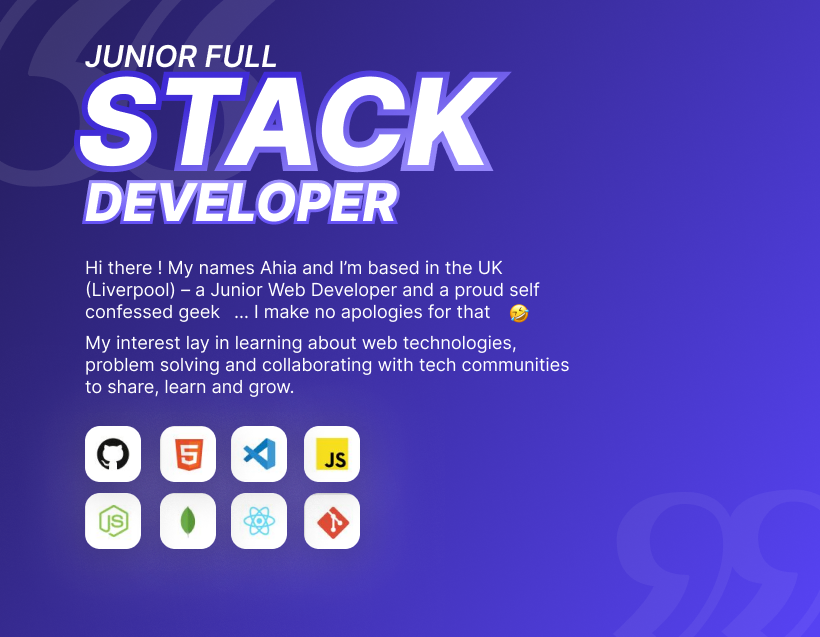 JUNIOR FULL
STACK
DEVELOPER
Hi there ! My names Ahia and I’m based in the UK
(Liverpool) – a Junior Web Developer and a proud self
confessed geek ... I make no apologies for that 🤣
My interest lay in learning about web technologies,
problem solving and collaborating with tech communities
to share, learn and grow.
5 JS
JS